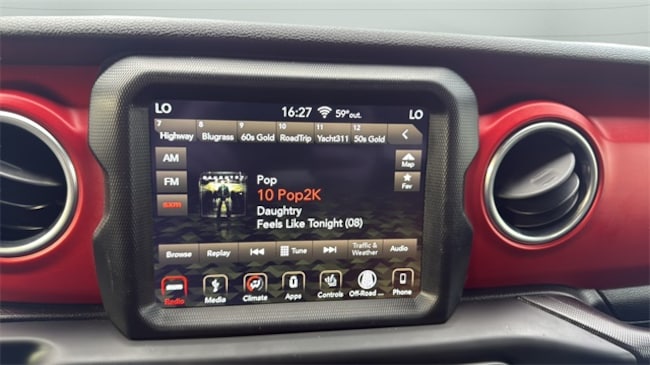 LO 16:27 59°out. LO
7 8 9 10 11 12
Highway Blugrass 60s Gold RoadTrip Yacht311 50s Gold
AM
Map
FM
Fav
sxm
Pop
10 Pop2K
Daughtry
Feels Like Tonight (08)
Browse Replay Tune Traffic & Weather Audio
Radio Media Climate Apps Controls Off-Road ... Phone